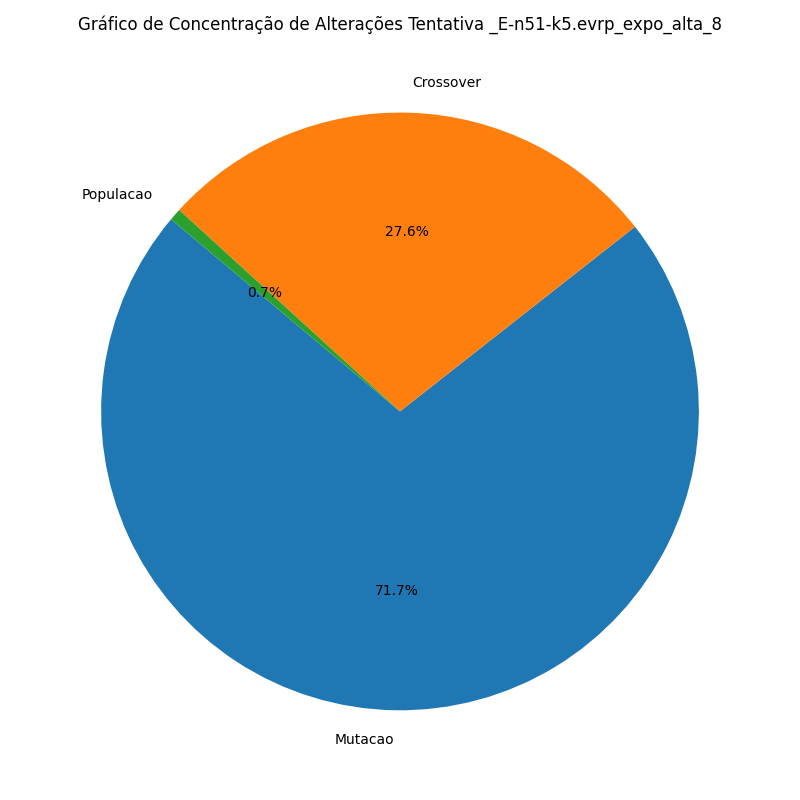 Gráfico de Concentração de Alterações Tentativa _E-n51-k5.evrp_expo_alta_8
Crossover
Populacao
27.6%
0.7%
71.7%
Mutacao